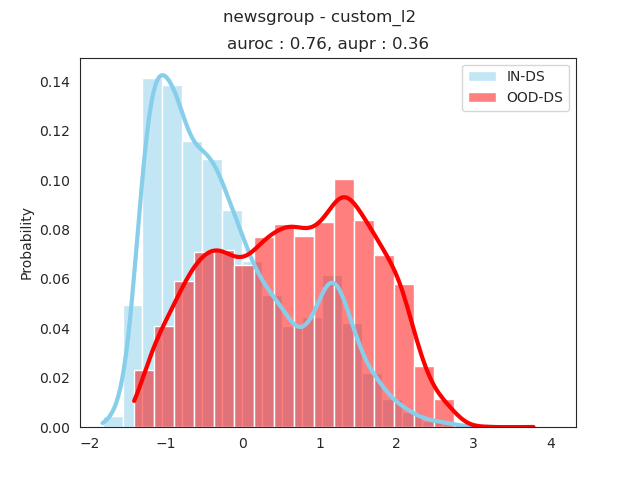 newsgroup - custom_l2
auroc : 0.76, aupr : 0.36
IN-DS
OOD-DS
Probability
0.14
0.12
0.10
0.08
0.06
0.04
0.02
0.00
−2 −1 0 1 2 3 4